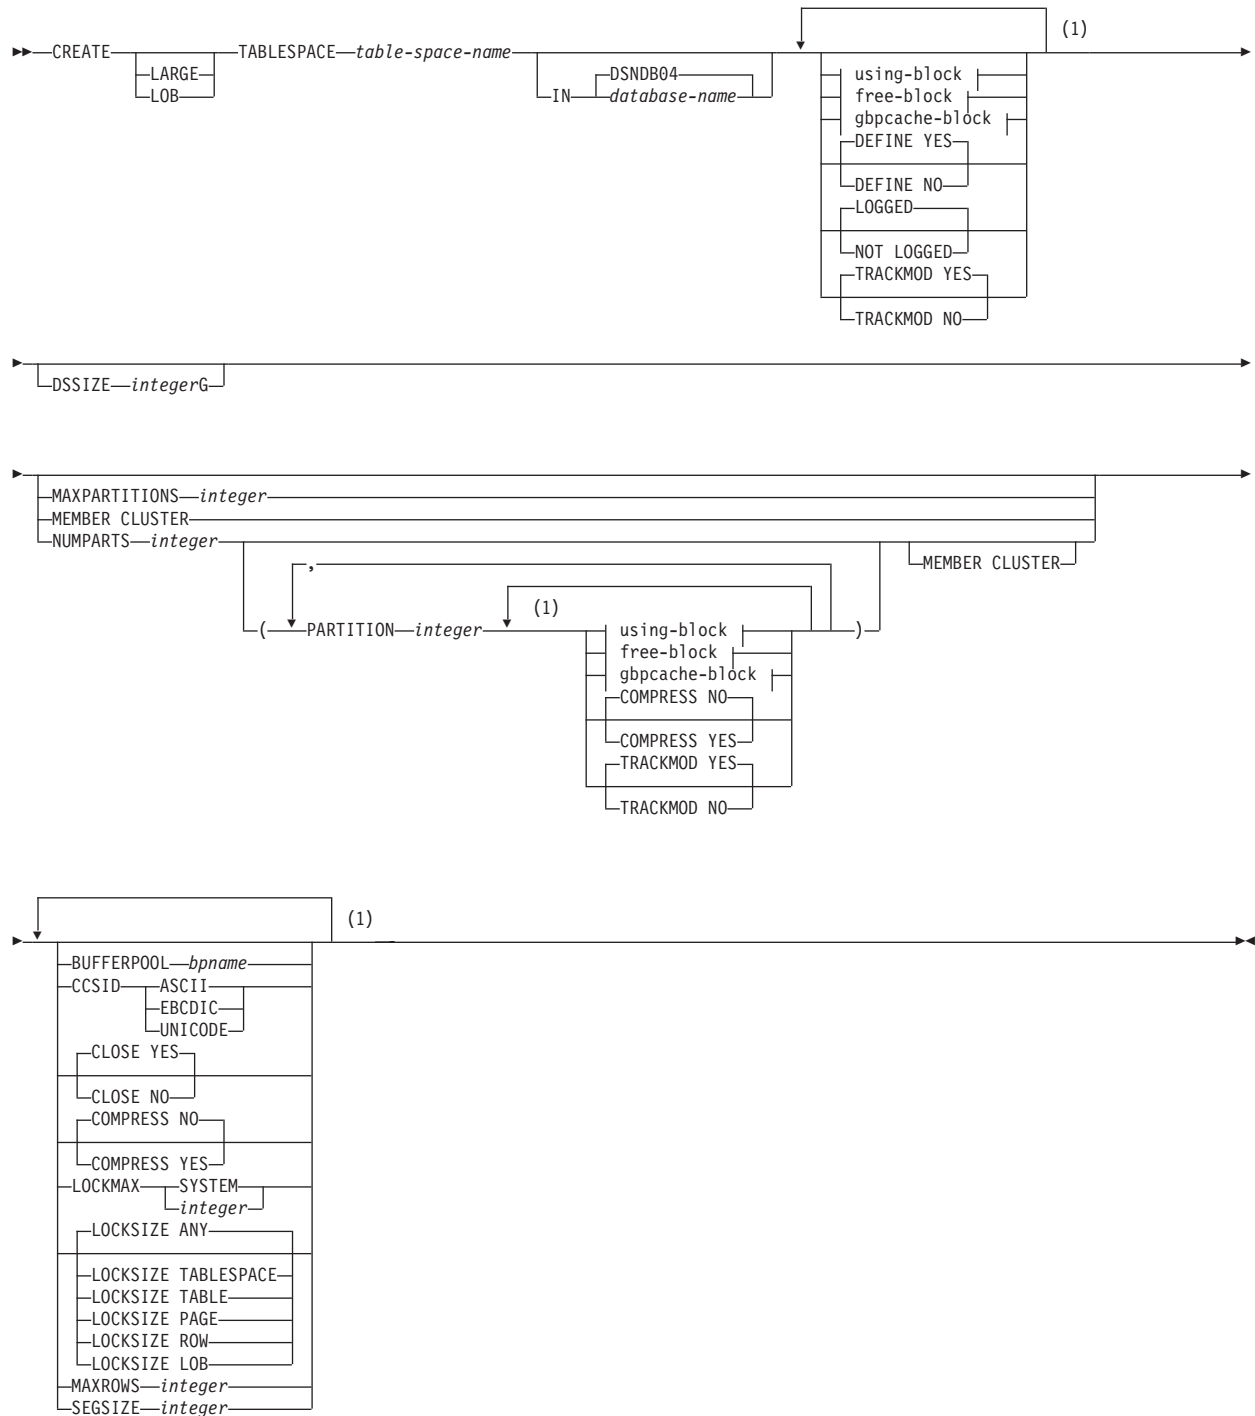 (1)
CREATE TABLESPACE table-space-name
LARGE
LOB
IN DSNDB04
database-name
using-block
free-block
gbpcache-block
DEFINE YES
DEFINE NO
LOGGED
NOT LOGGED
TRACKMOD YES
TRACKMOD NO
DSSIZE integerG
MAXPARTITIONS integer
MEMBER CLUSTER
NUMPARTS integer
MEMBER CLUSTER
,
(1)
( PARTITION integer using-block )
free-block
gbpcache-block
COMPRESS NO
COMPRESS YES
TRACKMOD YES
TRACKMOD NO
(1)
BUFFERPOOL bpname
CCSID ASCII
EBCDIC
UNICODE
CLOSE YES
CLOSE NO
COMPRESS NO
COMPRESS YES
LOCKMAX SYSTEM
integer
LOCKSIZE ANY
LOCKSIZE TABLESPACE
LOCKSIZE TABLE
LOCKSIZE PAGE
LOCKSIZE ROW
LOCKSIZE LOB
MAXROWS integer
SEGSIZE integer